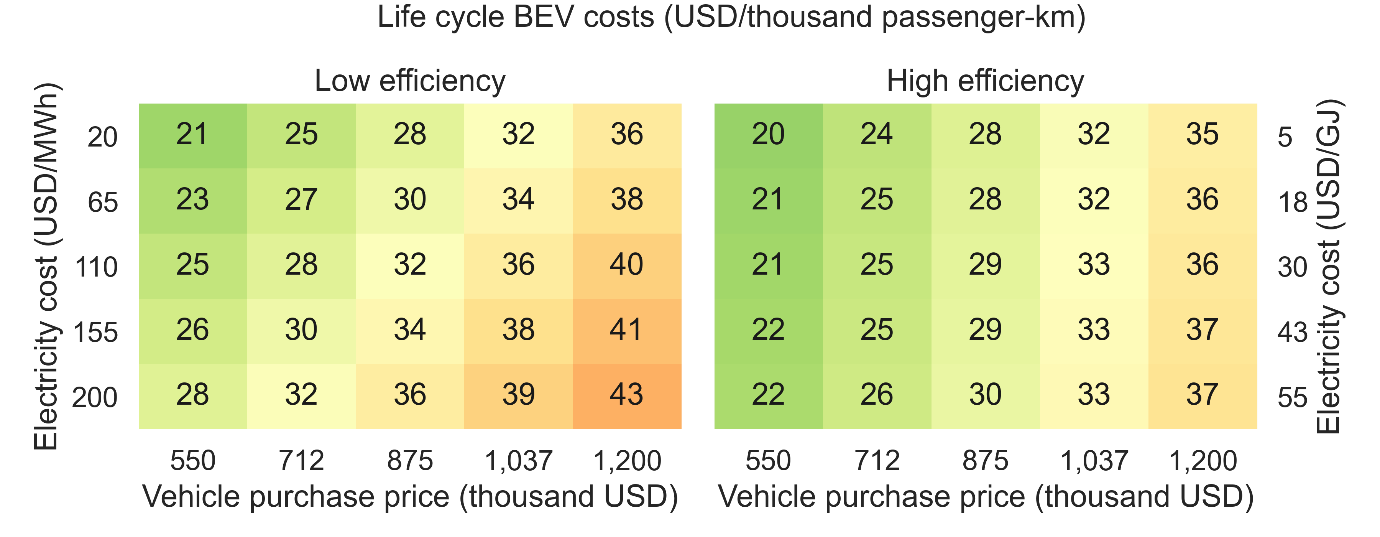 Life cycle BEV costs (USD/thousand passenger-km)
Low efficiency
High efficiency
Electricity cost (USD/MWh)
20 21 25 28 32 36
65 23 27 30 34 38
110 25 28 32 36 40
155 26 30 34 38 41
200 28 32 36 39 43
550 712 875 1,037 1,200
Vehicle purchase price (thousand USD)
20 24 28 32 35 5
21 25 28 32 36 18
21 25 29 33 36 30
22 25 29 33 37 43
22 26 30 33 37 55
550 712 875 1,037 1,200
Vehicle purchase price (thousand USD)
Electricity cost (USD/GJ)